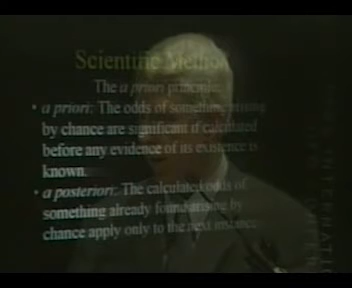 Scientific Method
The a priori principle:
• a priori: The odds of something arising
by chance are significant if calculated
before any evidence of its existence is
known.
• a posteriori: The calculated odds of
something already found arising by
chance apply only to the next instance